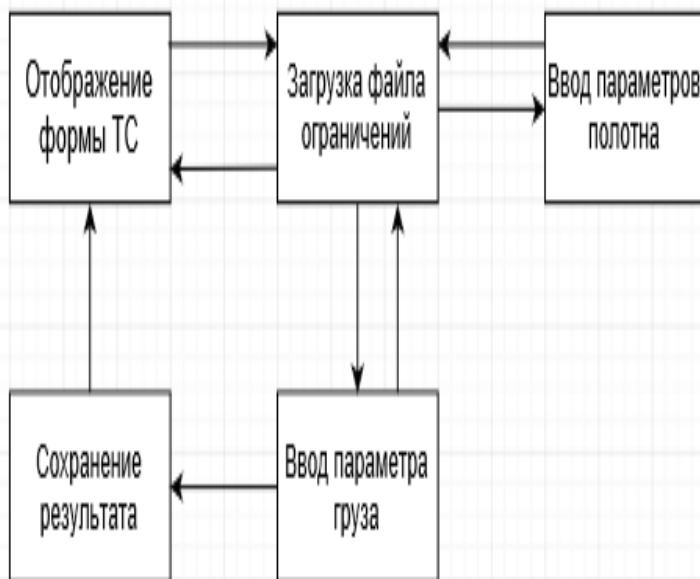 Отображение
формы ТС
Загрузка файла
ограничений
Ввод параметров
полотна
Сохранение
результата
Ввод параметра
груза